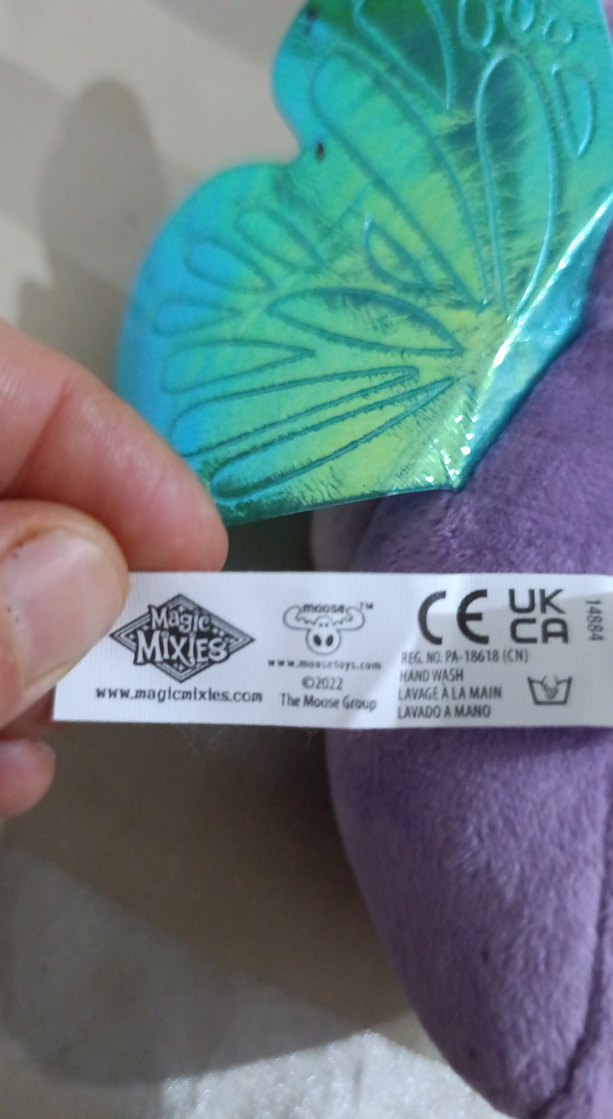 Magic
MIXIES
www.magicmixies.com
moose™
www.moosetoys.com
©2022
The Moose Group
CE
UK
CA
14884
REG. NO. PA-18618 (CN)
HAND WASH
LAVAGE À LA MAIN
LAVADO A MANO